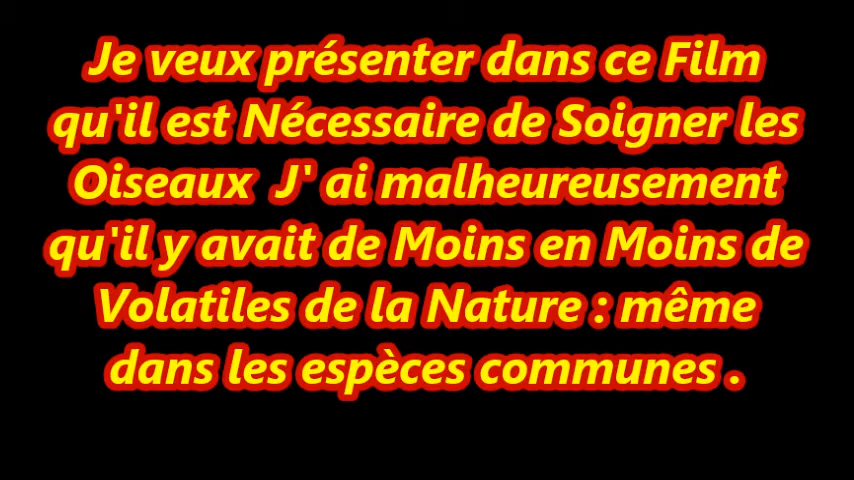 Je veux présenter dans ce Film
qu'il est Nécessaire de Soigner les
Oiseaux J' ai malheureusement
qu'il y avait de Moins en Moins de
Volatiles de la Nature : même
dans les espèces communes .